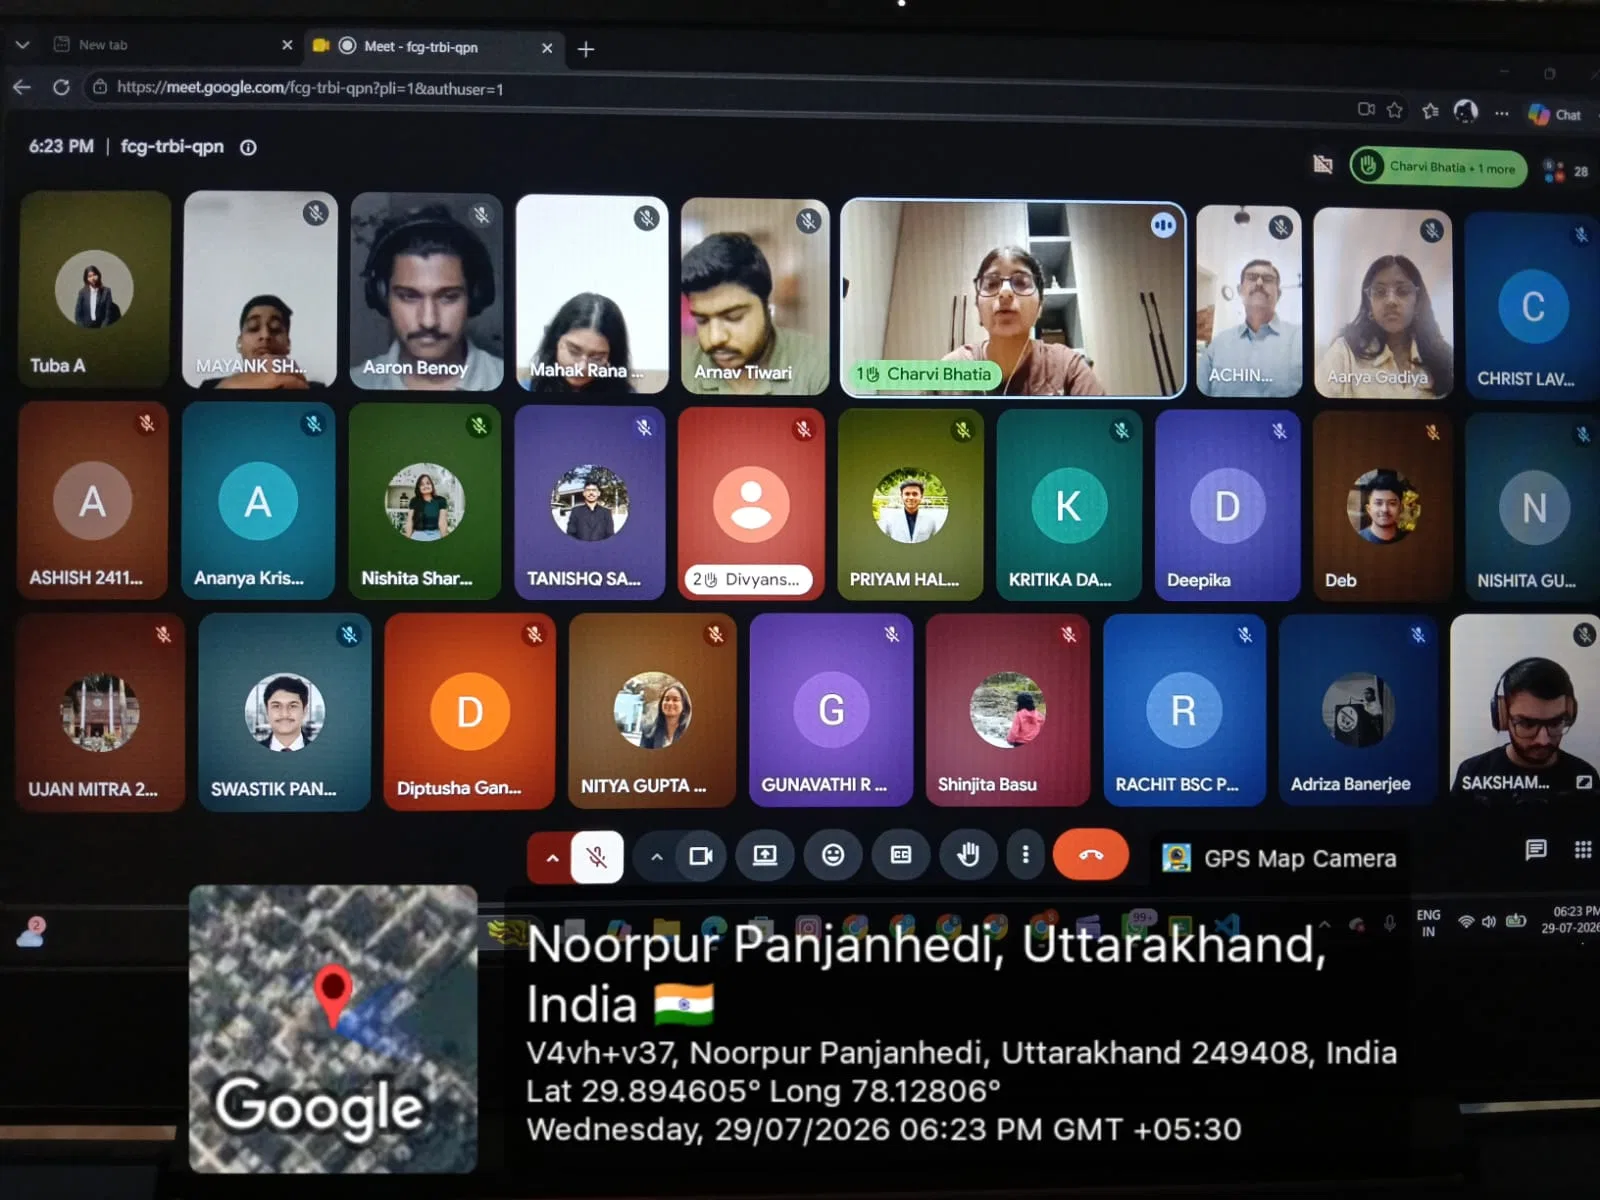 New tab
Meet - fcg-trbi-qpn
https://meet.google.com/fcg-trbi-qpn?pli=1&authuser=1
Chat
6:23 PM | fcg-trbi-qpn
Charvi Bhatia + 1 more
28
Tuba A
MAYANK SH...
Aaron Benoy
Mahak Rana ...
Arnav Tiwari
1 Charvi Bhatia
ACHIN...
Aarya Gadiya
C
CHRIST LAV...
A
ASHISH 2411...
A
Ananya Kris...
Nishita Shar...
TANISHQ SA...
2 Divyans...
PRIYAM HAL...
K
KRITIKA DA...
D
Deepika
Deb
N
NISHITA GU...
UJAN MITRA 2...
SWASTIK PAN...
D
Diptusha Gan...
NITYA GUPTA ...
G
GUNAVATHI R ...
Shinjita Basu
R
RACHIT BSC P...
Adriza Banerjee
SAKSHAM...
CC
GPS Map Camera
2
99+
ENG
IN
06:23 PM
29-07-2026
Google
Noorpur Panjanhedi, Uttarakhand,
India
V4vh+v37, Noorpur Panjanhedi, Uttarakhand 249408, India
Lat 29.894605° Long 78.12806°
Wednesday, 29/07/2026 06:23 PM GMT +05:30